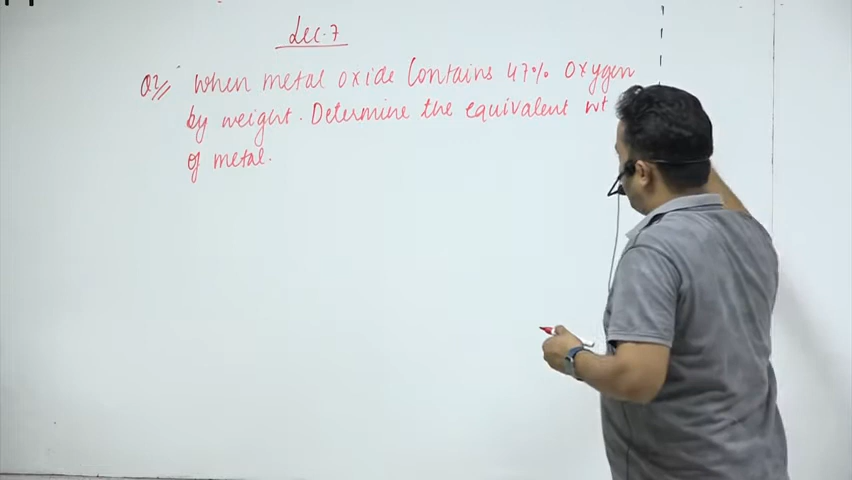 Lec.7
Q2 When metal oxide contains 47% oxygen
by weight. Determine the equivalent wt
of metal.